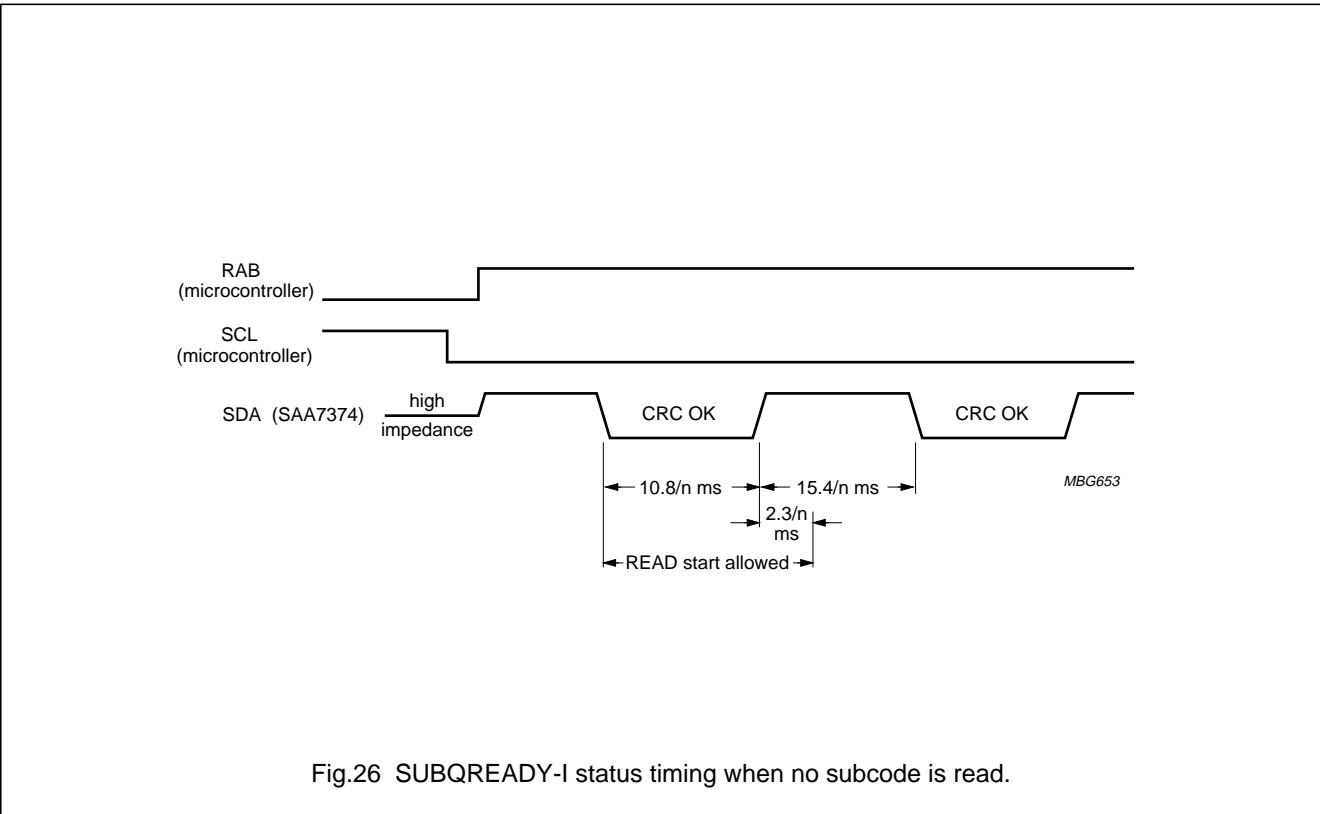 RAB
(microcontroller)
SCL
(microcontroller)
SDA (SAA7374)
high
impedance
CRC OK
CRC OK
10.8/n ms
15.4/n ms
2.3/n
ms
READ start allowed
MBG653
Fig.26 SUBQREADY-I status timing when no subcode is read.